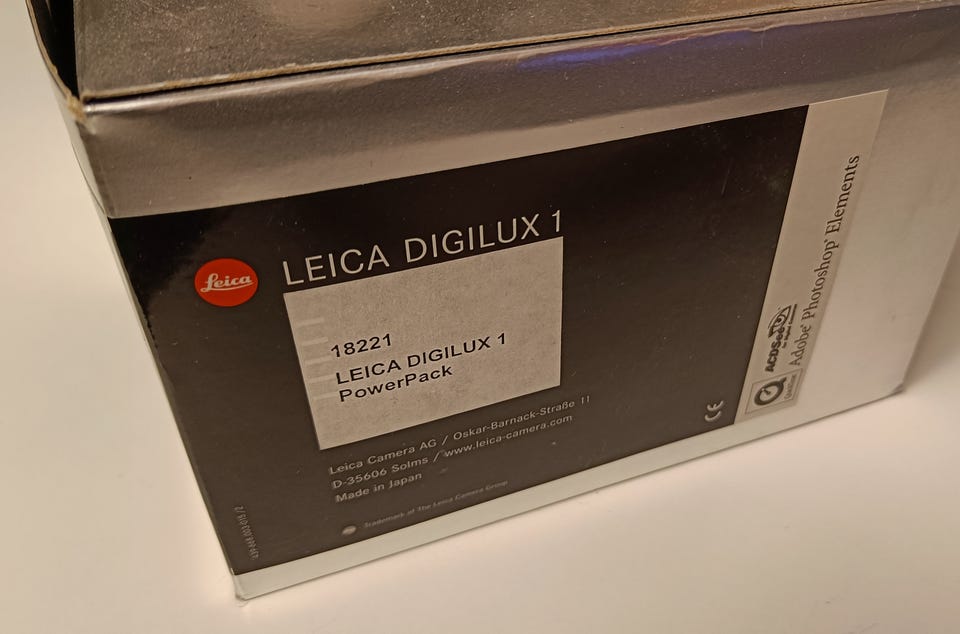 Leica
LEICA DIGILUX 1
18221
LEICA DIGILUX 1
PowerPack
Leica Camera AG / Oskar-Barnack-Straße 11
D-35606 Solms / www.leica-camera.com
Made in Japan
Trademark of The Leica Camera Group
CE
Adobe® Photoshop® Elements
ACDSee
QuickTime